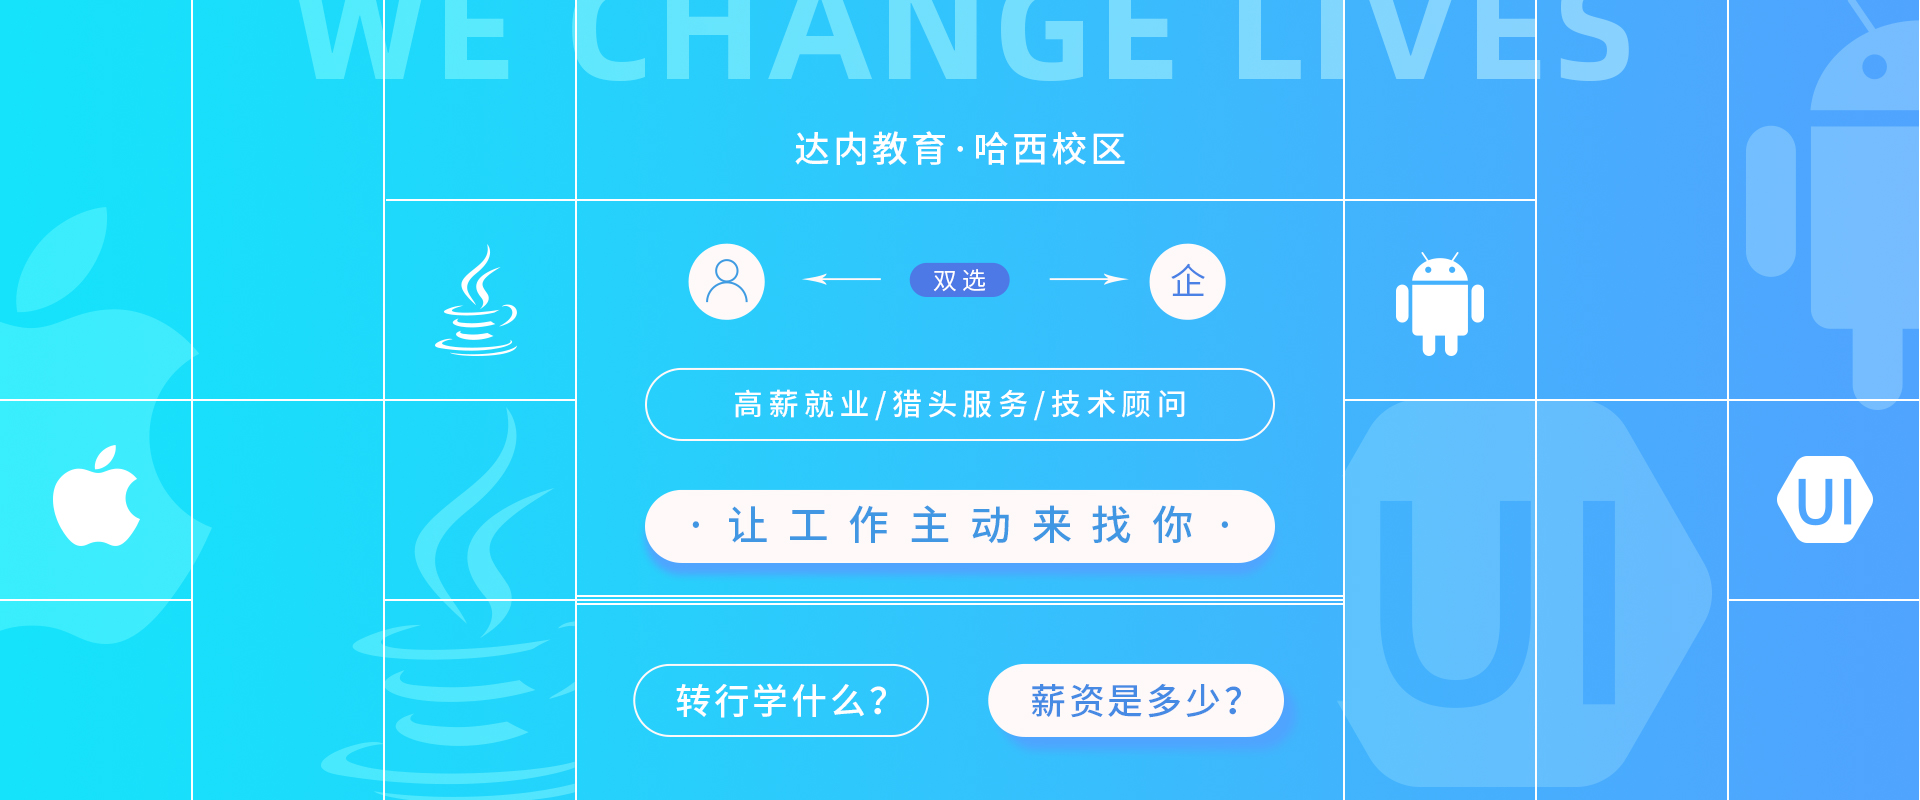 WE CHANGE LIVES
达内教育·哈西校区
双选
企
高薪就业/猎头服务/技术顾问
· 让工作主动来找你 ·
UI
UI
转行学什么？
薪资是多少？